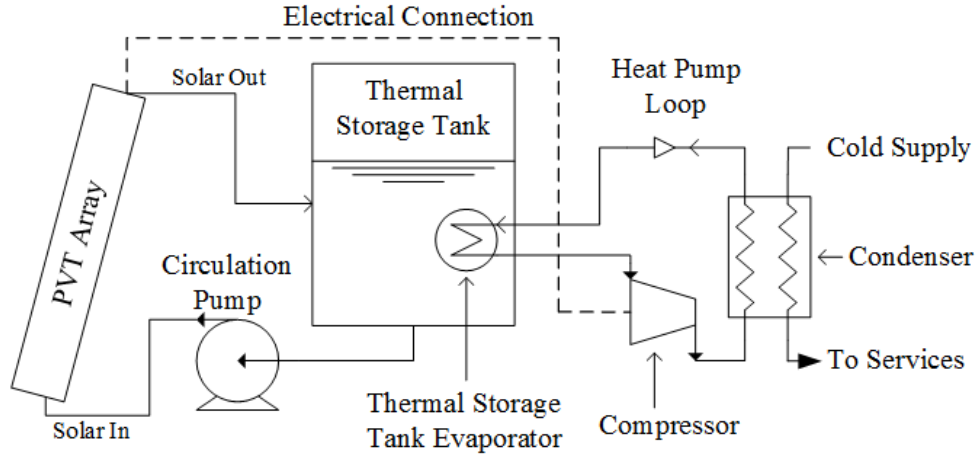 Electrical Connection
Solar Out
Thermal
Storage Tank
Heat Pump
Loop
Cold Supply
PVT Array
Circulation
Pump
Condenser
To Services
Solar In
Thermal Storage
Tank Evaporator
Compressor